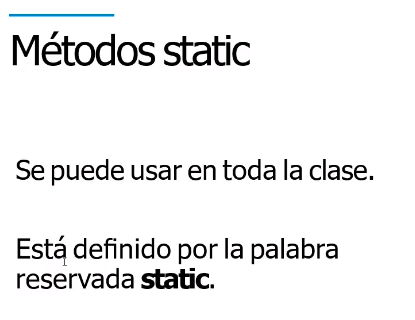 Métodos static
Se puede usar en toda la clase.
Está definido por la palabra
reservada static.